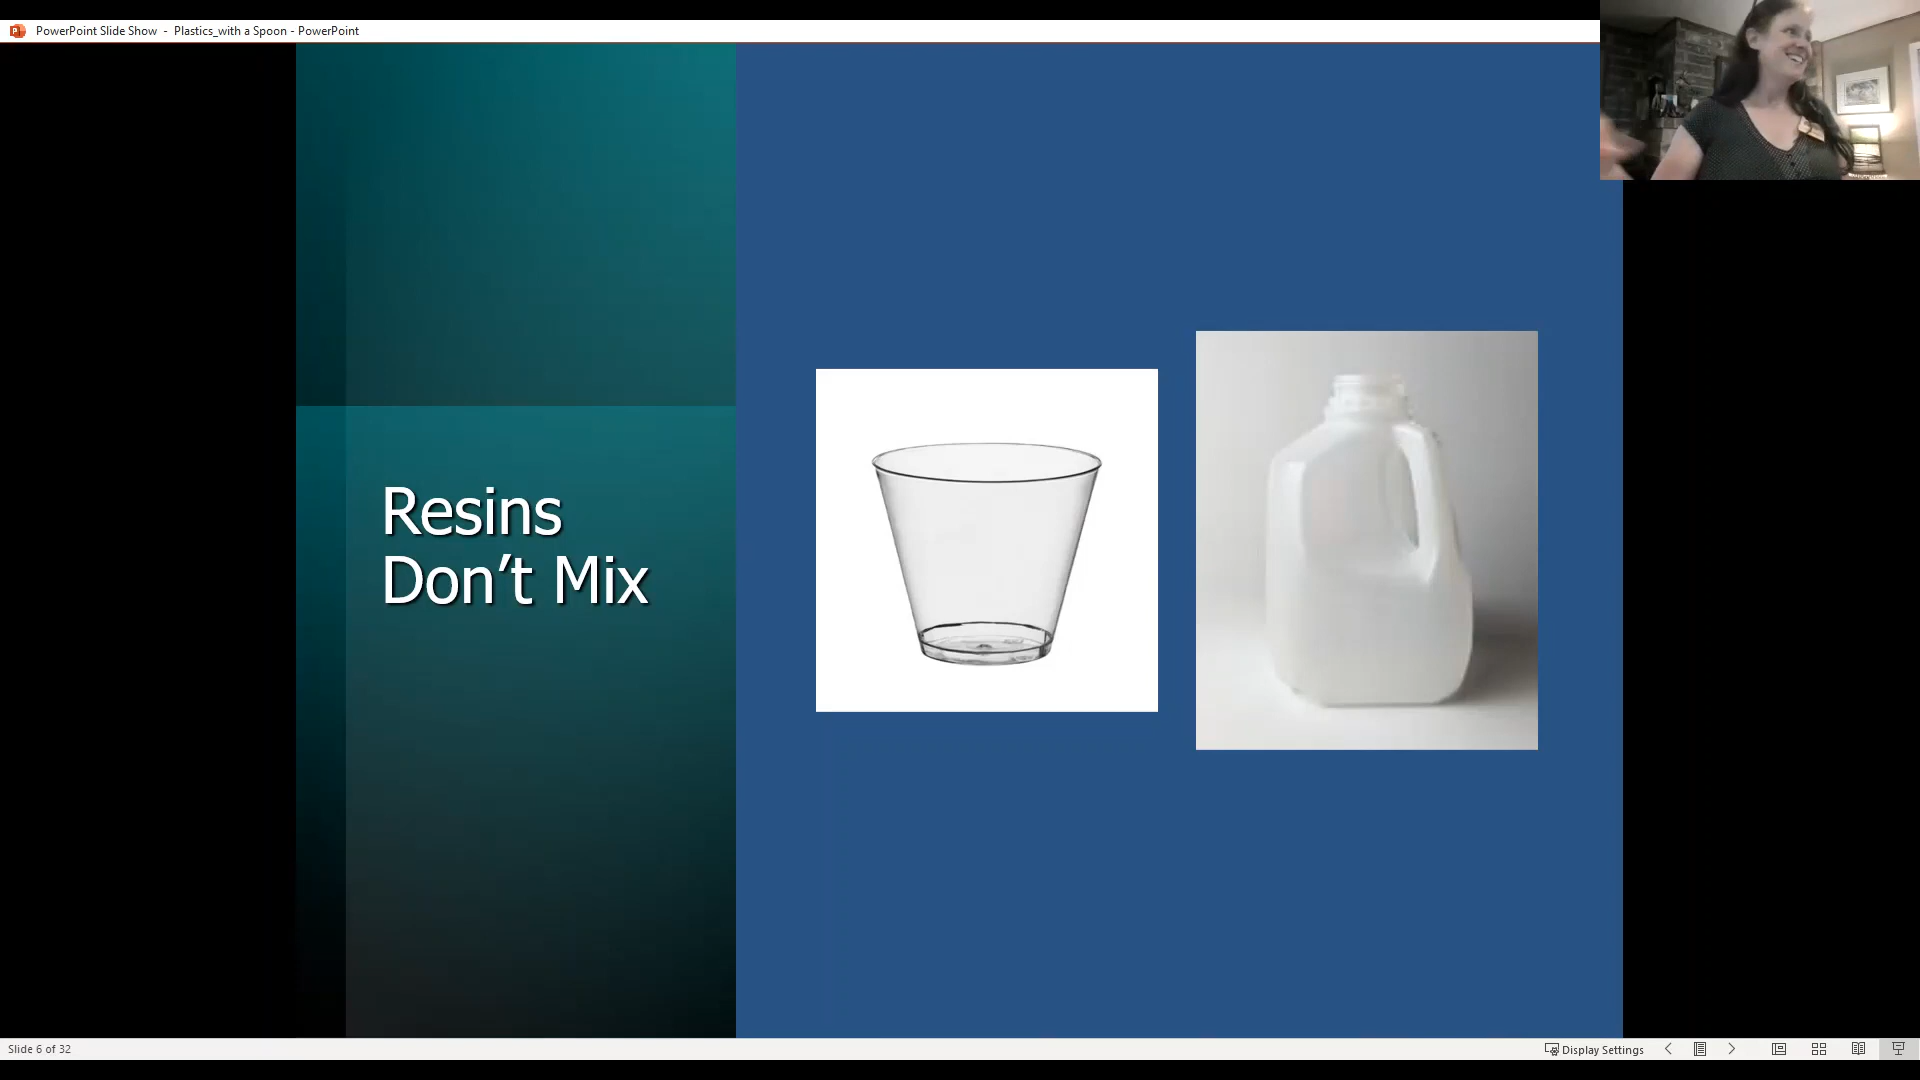 PowerPoint Slide Show - Plastics_with a Spoon - PowerPoint
Resins
Don’t Mix
Slide 6 of 32
Display Settings